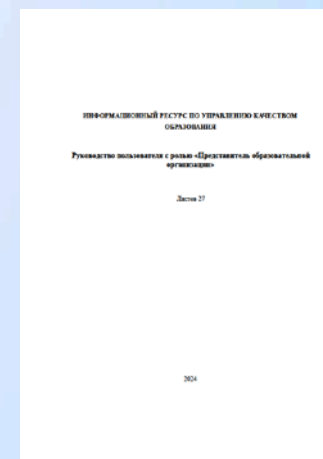 ИНФОРМАЦИОННЫЙ РЕСУРС ПО УПРАВЛЕНИЮ КАЧЕСТВОМ
ОБРАЗОВАНИЯ
Руководство пользователя с ролью «Представитель образовательной
организации»
Листов 27
2024